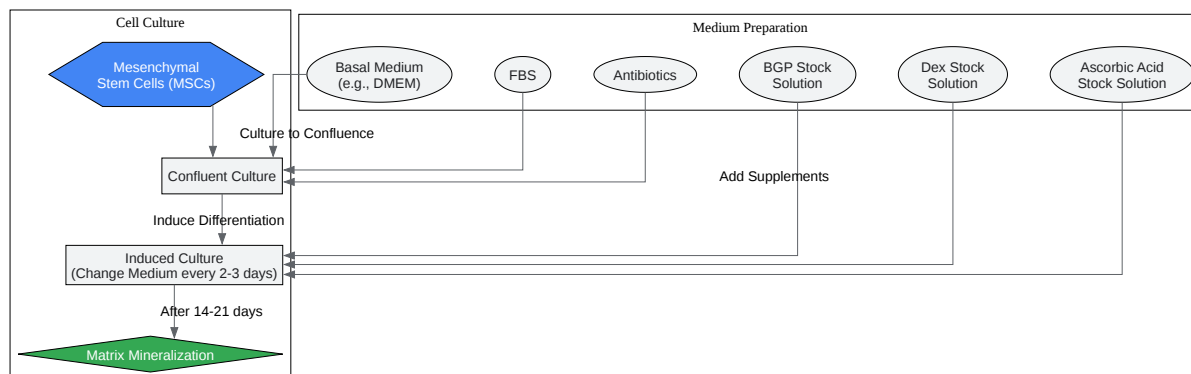 Cell Culture
Medium Preparation
Mesenchymal
Stem Cells (MSCs)
Basal Medium
(e.g., DMEM)
FBS
Antibiotics
BGP Stock
Solution
Dex Stock
Solution
Ascorbic Acid
Stock Solution
Culture to Confluence
Confluent Culture
Add Supplements
Induce Differentiation
Induced Culture
(Change Medium every 2-3 days)
After 14-21 days
Matrix Mineralization